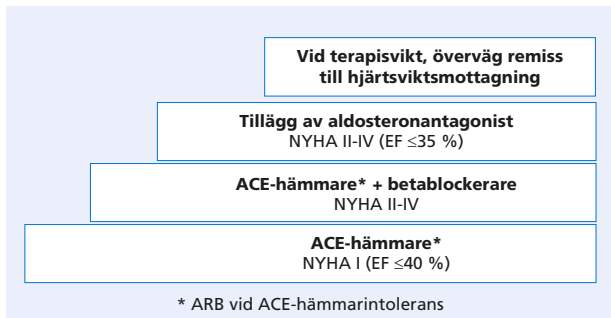 Vid terapisvikt, överväg remiss
till hjärtsviktsmottagning
Tillägg av aldosteronantagonist
NYHA II-IV (EF ≤35 %)
ACE-hämmare* + betablockerare
NYHA II-IV
ACE-hämmare*
NYHA I (EF ≤40 %)
* ARB vid ACE-hämmarintolerans